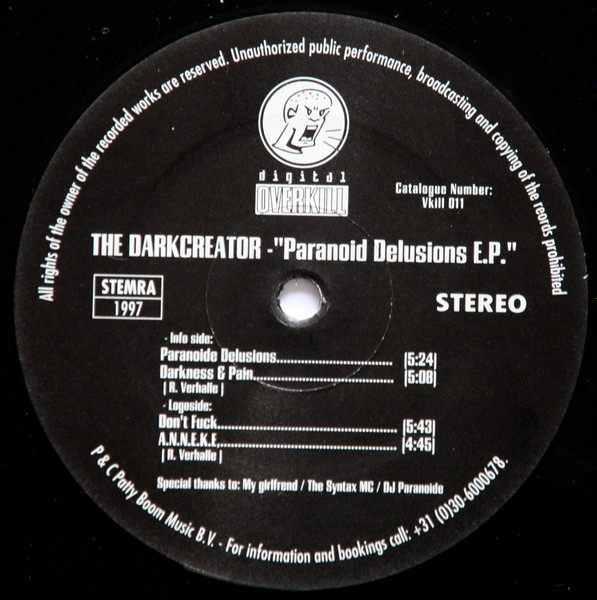 All rights of the owner of the recorded works are reserved. Unauthorized public performance, broadcasting and copying of the reords prohibited
digital
OVERKILL
Catalogue Number:
Vkill 011
THE DARKCREATOR -"Paranoid Delusions E.P."
STEMRA
1997
STEREO
- Info side:
Paranoide Delusions.................................... |5:24|
Darkness & Pain............................................ |5:08|
| R. Verhalle |
- Logoside:
Don't Fuck...................................................... |5:43|
A.N.N.E.K.E...................................................... |4:45|
| R. Verhalle |
Special thanks to: My girlfrend / The Syntax MC / DJ Paranoide
P & C Patty Boom Music B.V. - For information and bookings call: +31 (0)30-6000678.